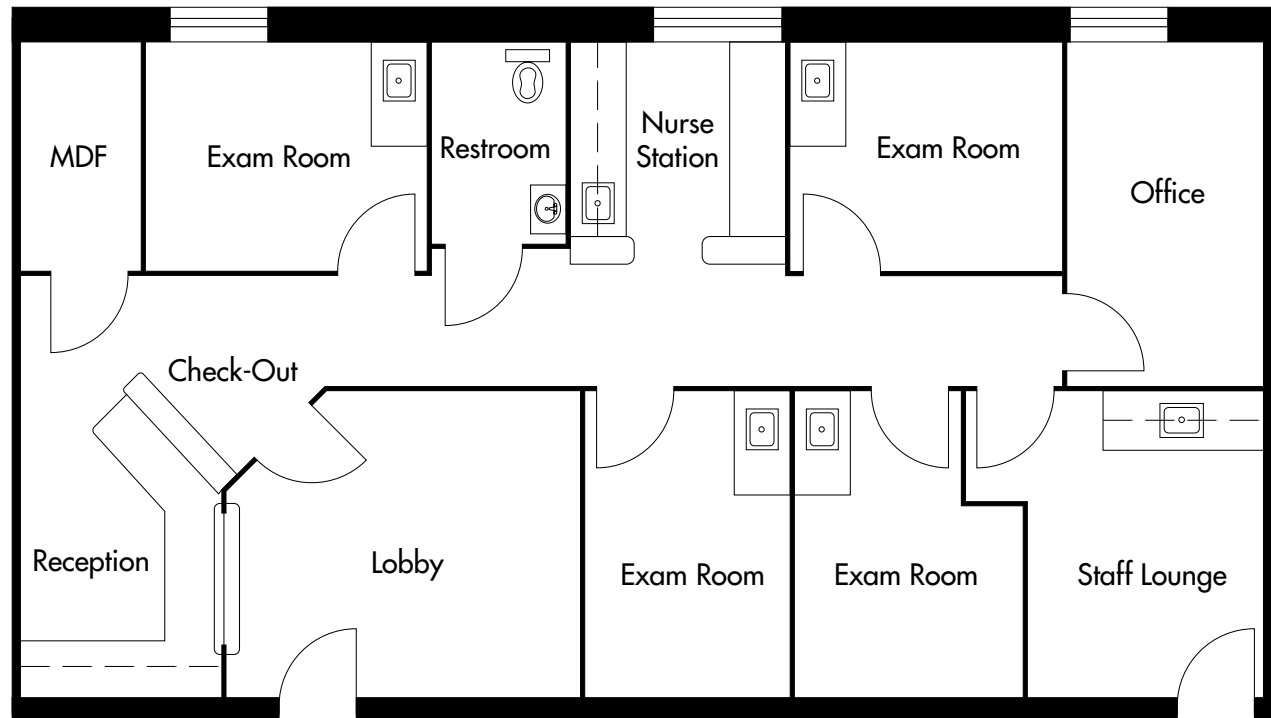 MDF
Exam Room
Restroom
Nurse
Station
Exam Room
Office
Check-Out
Reception
Lobby
Exam Room
Exam Room
Staff Lounge